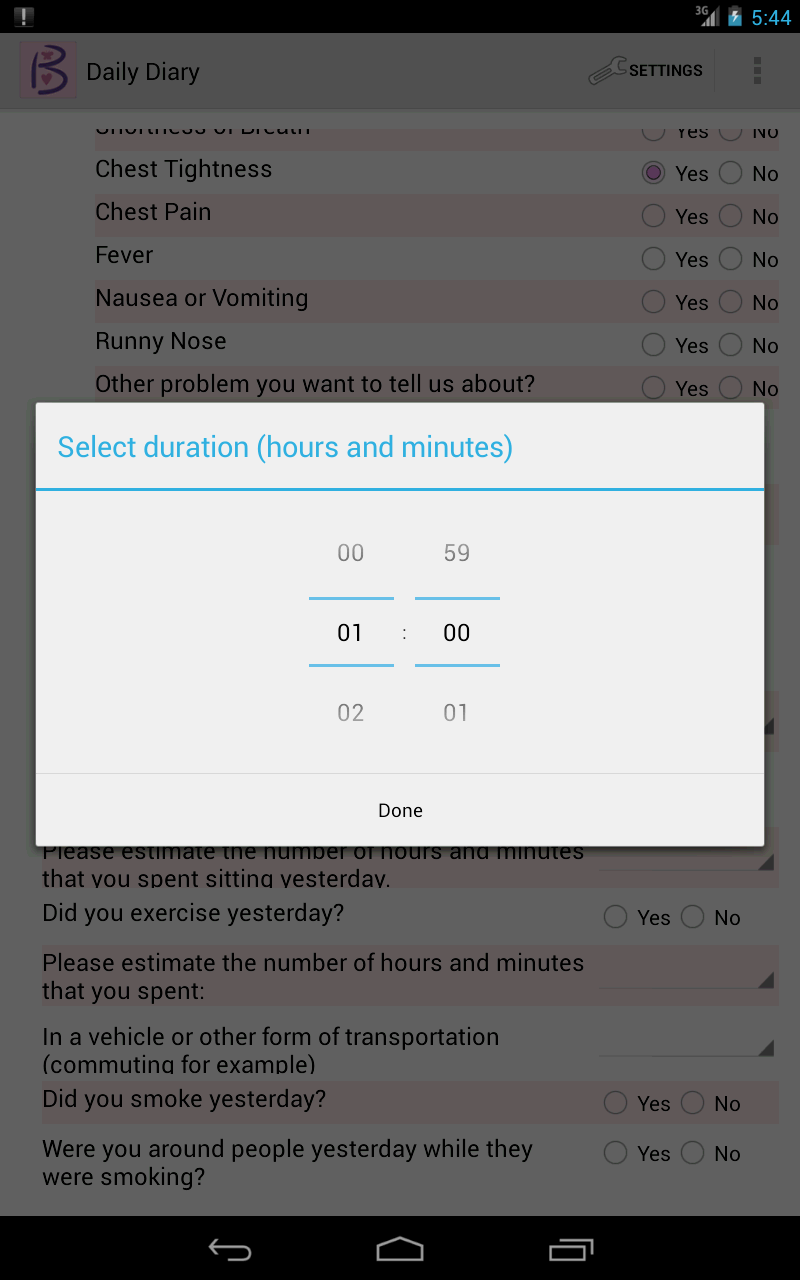 3G 5:44
Daily Diary SETTINGS
Shortness of Breath Yes No
Chest Tightness Yes No
Chest Pain Yes No
Fever Yes No
Nausea or Vomiting Yes No
Runny Nose Yes No
Other problem you want to tell us about? Yes No
Select duration (hours and minutes)
00 59
01 : 00
02 01
Done
Please estimate the number of hours and minutes
that you spent sitting yesterday.
Did you exercise yesterday? Yes No
Please estimate the number of hours and minutes
that you spent:
In a vehicle or other form of transportation
(commuting for example)
Did you smoke yesterday? Yes No
Were you around people yesterday while they
were smoking? Yes No